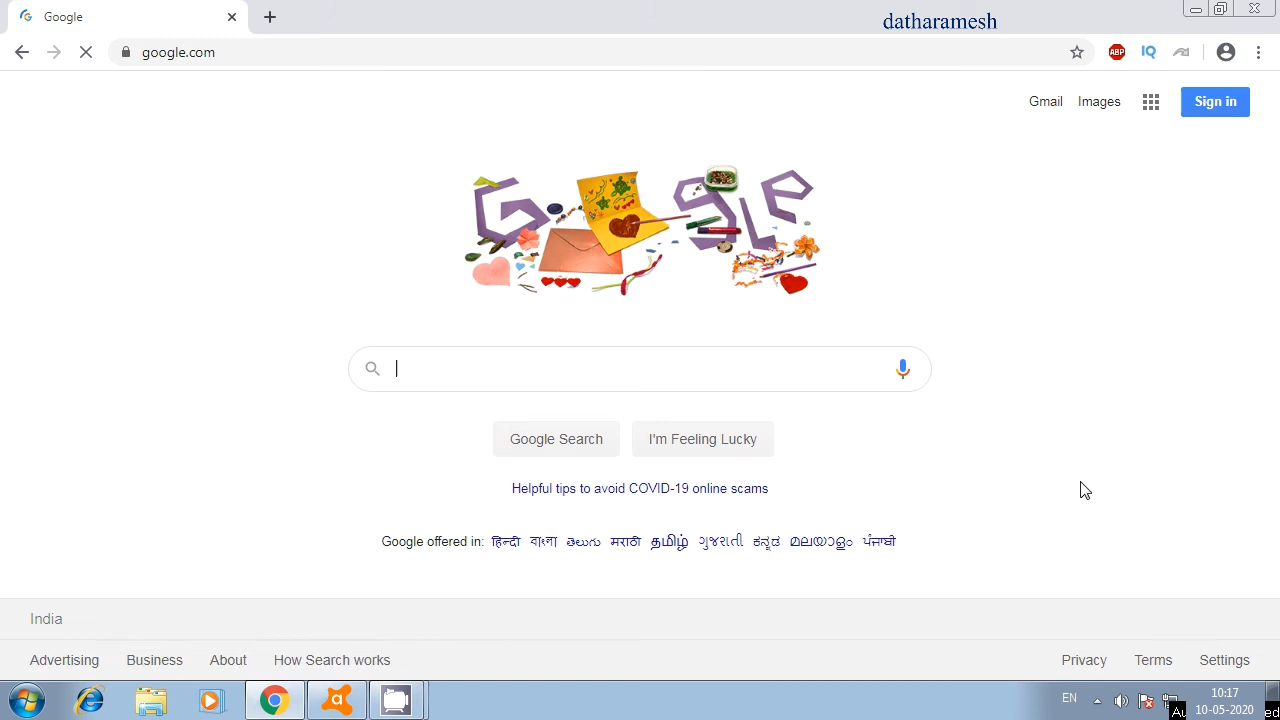 Google
datharamesh
google.com
ABP
IQ
Gmail Images
Sign in
Google Search
I'm Feeling Lucky
Helpful tips to avoid COVID-19 online scams
Google offered in: हिन्दी বাংলা తెలుగు मराठी தமிழ் ગુજરાતી ಕನ್ನಡ മലയാളം ਪੰਜਾਬੀ
India
Advertising Business About How Search works Privacy Terms Settings
EN
10:17
10-05-2020